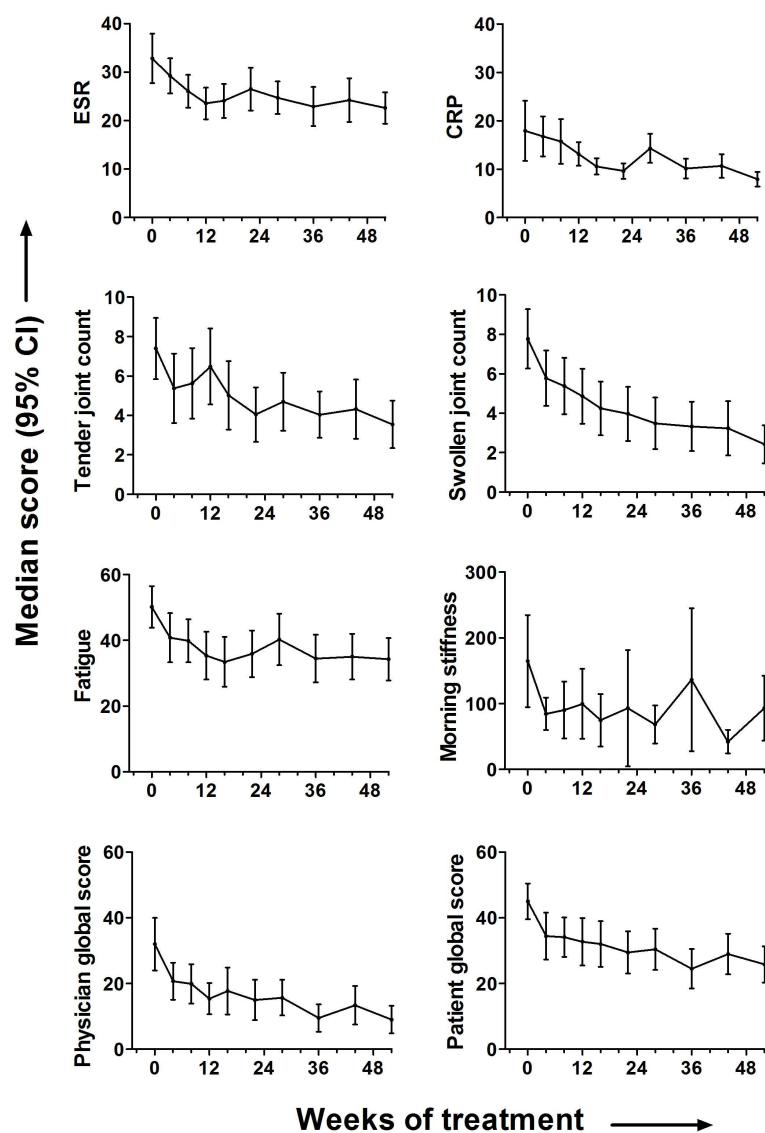 Median score (95% CI)
ESR
40
30
20
10
0
0 12 24 36 48
CRP
40
30
20
10
0
0 12 24 36 48
Tender joint count
10
8
6
4
2
0
0 12 24 36 48
Swollen joint count
10
8
6
4
2
0
0 12 24 36 48
Fatigue
60
40
20
0
0 12 24 36 48
Morning stiffness
300
200
100
0
0 12 24 36 48
Physician global score
60
40
20
0
0 12 24 36 48
Patient global score
60
40
20
0
0 12 24 36 48
Weeks of treatment